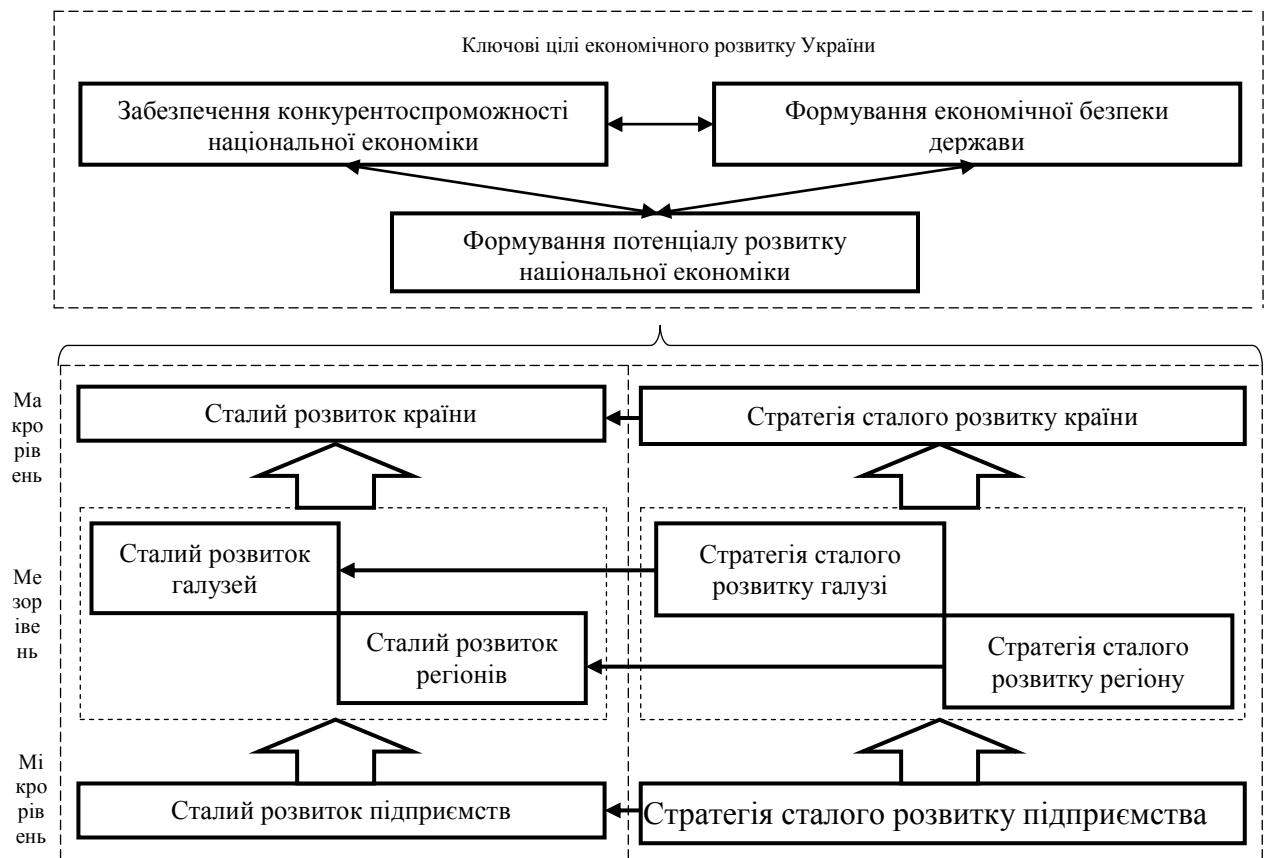 Ключові цілі економічного розвитку України
Забезпечення конкурентоспроможності
національної економіки
Формування економічної безпеки
держави
Формування потенціалу розвитку
національної економіки
Ма
кро
рів
ень
Сталий розвиток країни
Стратегія сталого розвитку країни
Ме
зор
іве
нь
Сталий розвиток
галузей
Стратегія сталого
розвитку галузі
Сталий розвиток
регіонів
Стратегія сталого
розвитку регіону
Мі
кро
рів
ень
Сталий розвиток підприємств
Стратегія сталого розвитку підприємства